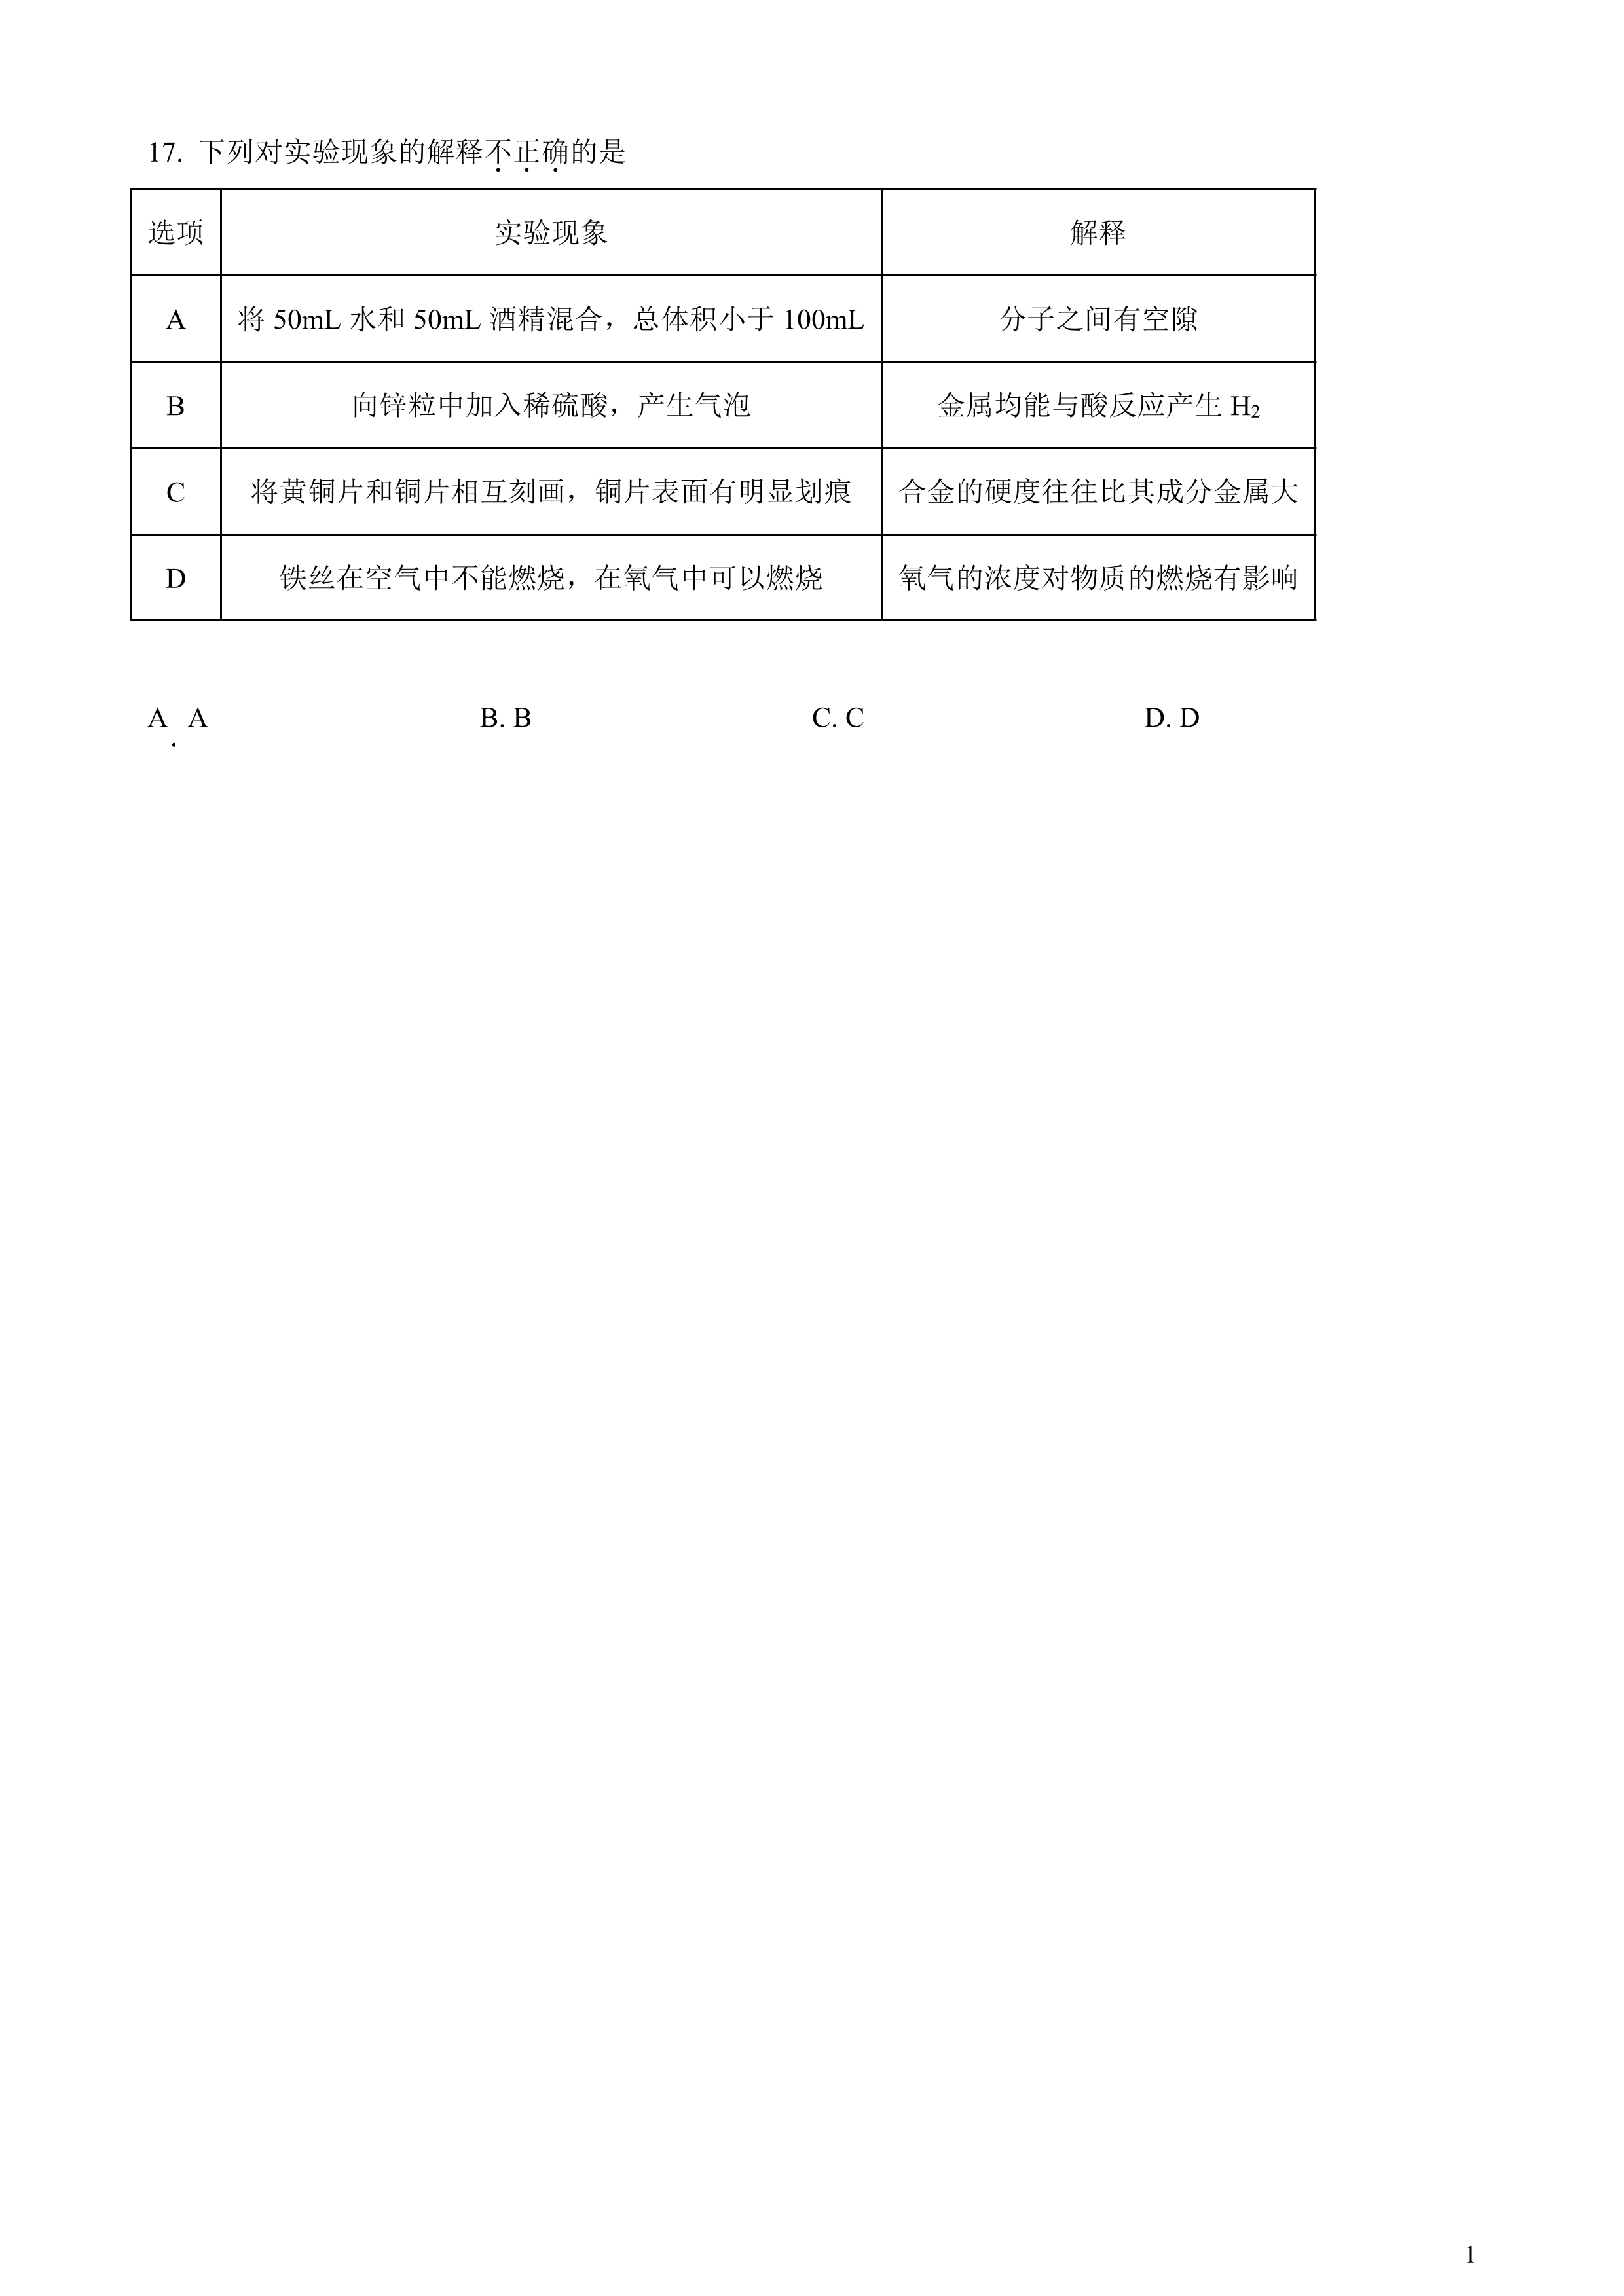 17. 下列对实验现象的解释不正确的是
选项 实验现象 解释
A 将 50mL 水和 50mL 酒精混合，总体积小于 100mL 分子之间有空隙
B 向锌粒中加入稀硫酸，产生气泡 金属均能与酸反应产生 H₂
C 将黄铜片和铜片相互刻画，铜片表面有明显划痕 合金的硬度往往比其成分金属大
D 铁丝在空气中不能燃烧，在氧气中可以燃烧 氧气的浓度对物质的燃烧有影响
A. A B. B C. C D. D
1